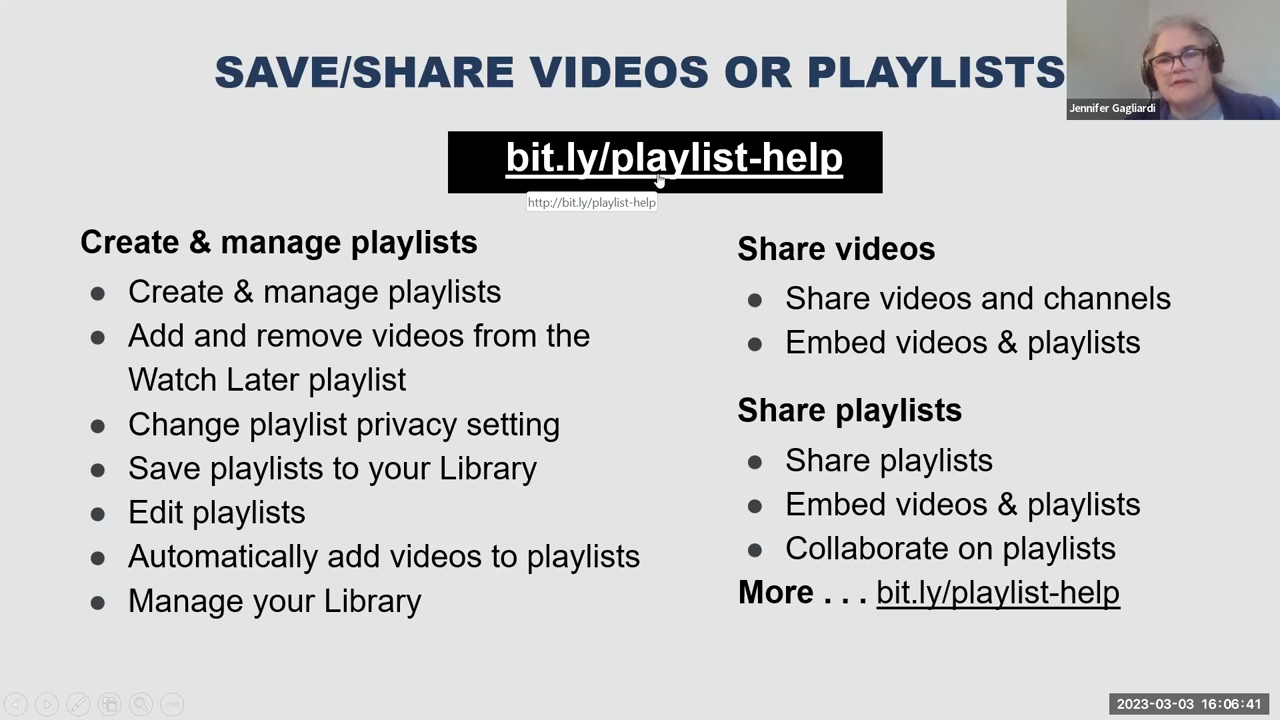 SAVE/SHARE VIDEOS OR PLAYLISTS
Jennifer Gagliardi
bit.ly/playlist-help
http://bit.ly/playlist-help
Create & manage playlists
● Create & manage playlists
● Add and remove videos from the
Watch Later playlist
● Change playlist privacy setting
● Save playlists to your Library
● Edit playlists
● Automatically add videos to playlists
● Manage your Library
Share videos
● Share videos and channels
● Embed videos & playlists
Share playlists
● Share playlists
● Embed videos & playlists
● Collaborate on playlists
More . . . bit.ly/playlist-help
2023-03-03 16:06:41